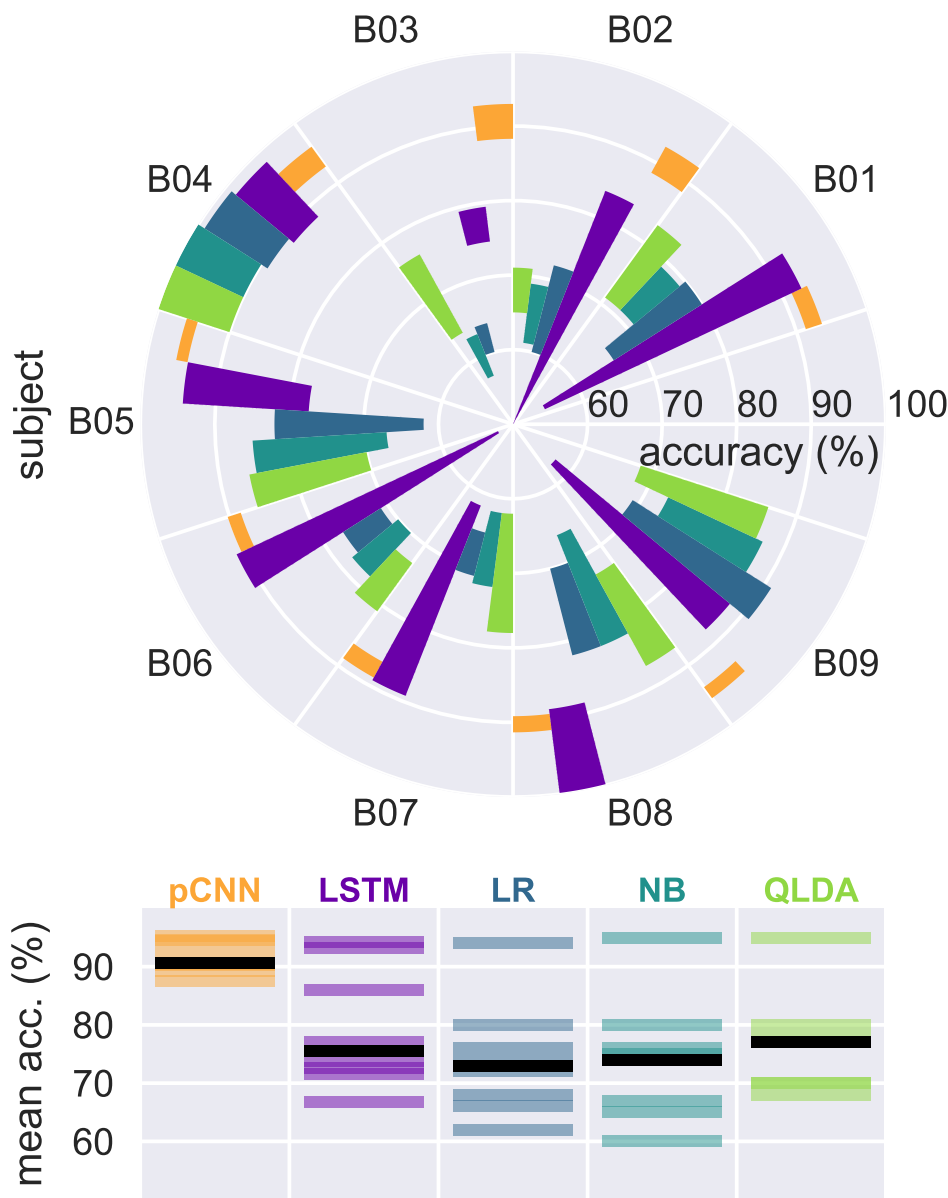 B03 B02
B04 B01
subject
B05 60 70 80 90 100
accuracy (%)
B06 B09
B07 B08
pCNN LSTM LR NB QLDA
mean acc. (%)
90
80
70
60